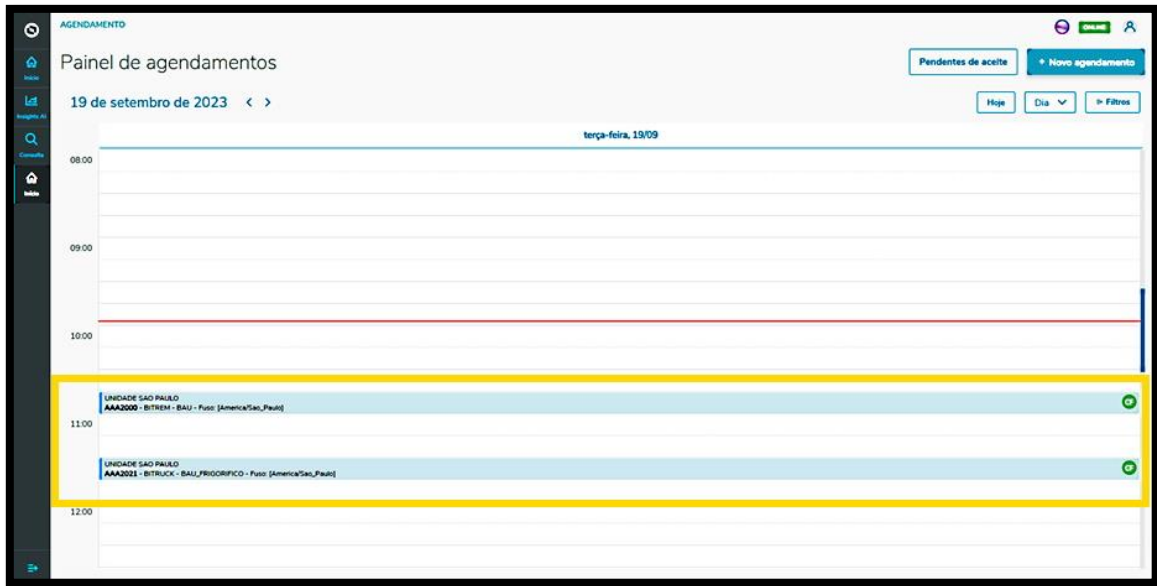 AGENDAMENTO
ONLINE
Painel de agendamentos
Pendentes de aceite
+ Novo agendamento
19 de setembro de 2023 < >
Hoje
Dia
Filtros
Início
Insights AI
Consulta
Início
terça-feira, 19/09
08:00
09:00
10:00
UNIDADE SAO PAULO
AAA2000 - BITREM - BAU - Fuso: [America/Sao_Paulo]
CF
11:00
UNIDADE SAO PAULO
AAA2021 - BITRUCK - BAU_FRIGORIFICO - Fuso: [America/Sao_Paulo]
CF
12:00